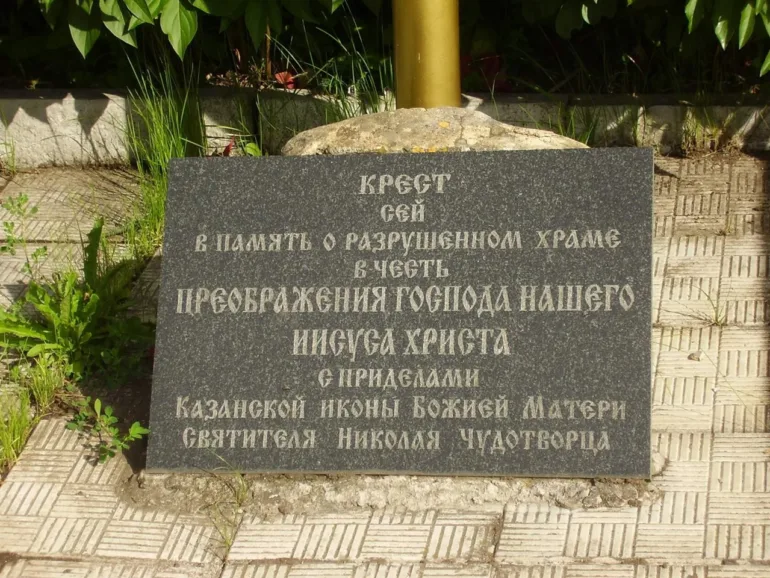 КРЕСТ
СЕЙ
В ПАМЯТЬ О РАЗРУШЕННОМ ХРАМЕ
В ЧЕСТЬ
ПРЕОБРАЖЕНИЯ ГОСПОДА НАШЕГО
ИИСУСА ХРИСТА
С ПРИДЕЛАМИ
КАЗАНСКОЙ ИКОНЫ БОЖИЕЙ МАТЕРИ
СВЯТИТЕЛЯ НИКОЛАЯ ЧУДОТВОРЦА